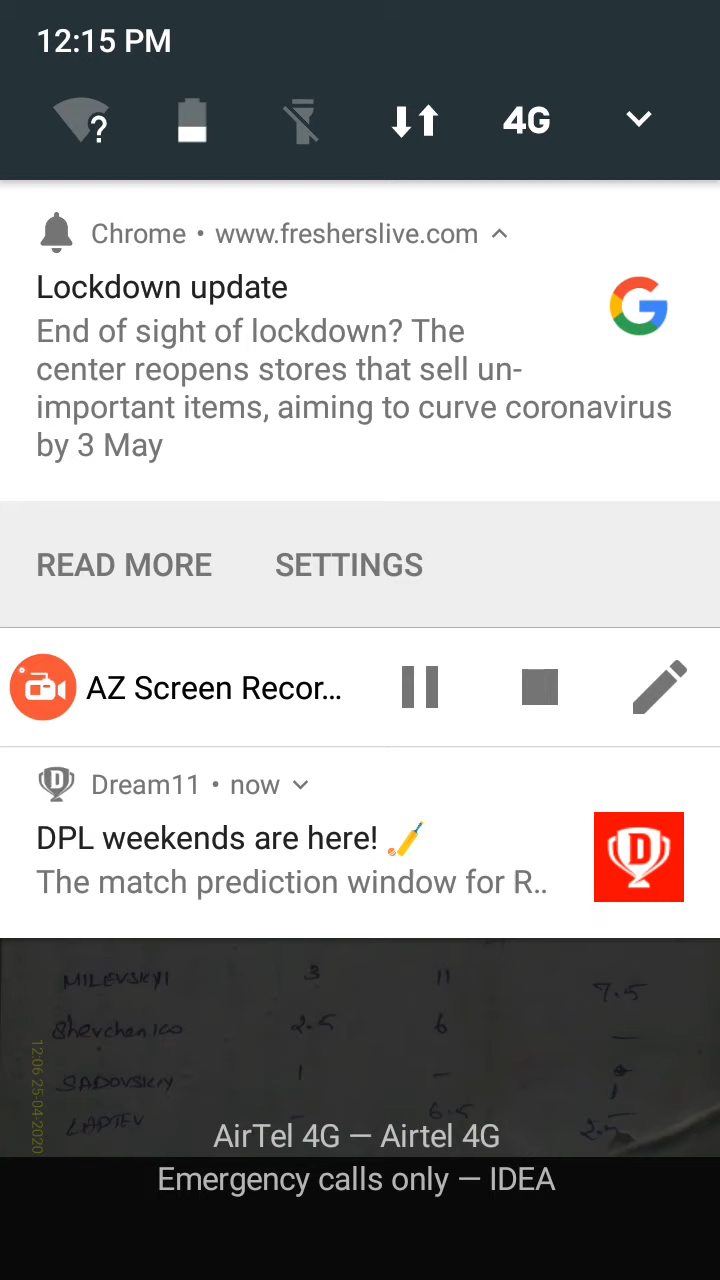 12:15 PM
?
4G
Chrome • www.fresherslive.com
Lockdown update
End of sight of lockdown? The
center reopens stores that sell un-
important items, aiming to curve coronavirus
by 3 May
READ MORE SETTINGS
AZ Screen Recor...
Dream11 • now
DPL weekends are here!
The match prediction window for R..
D
MILEVSKYI 3 11 7.5
Shevchenko 2.5 6 —
SADOVSKIY 1 —
LAPTEV 6.5 2.5
12:06 25-04-2020
AirTel 4G — Airtel 4G
Emergency calls only — IDEA